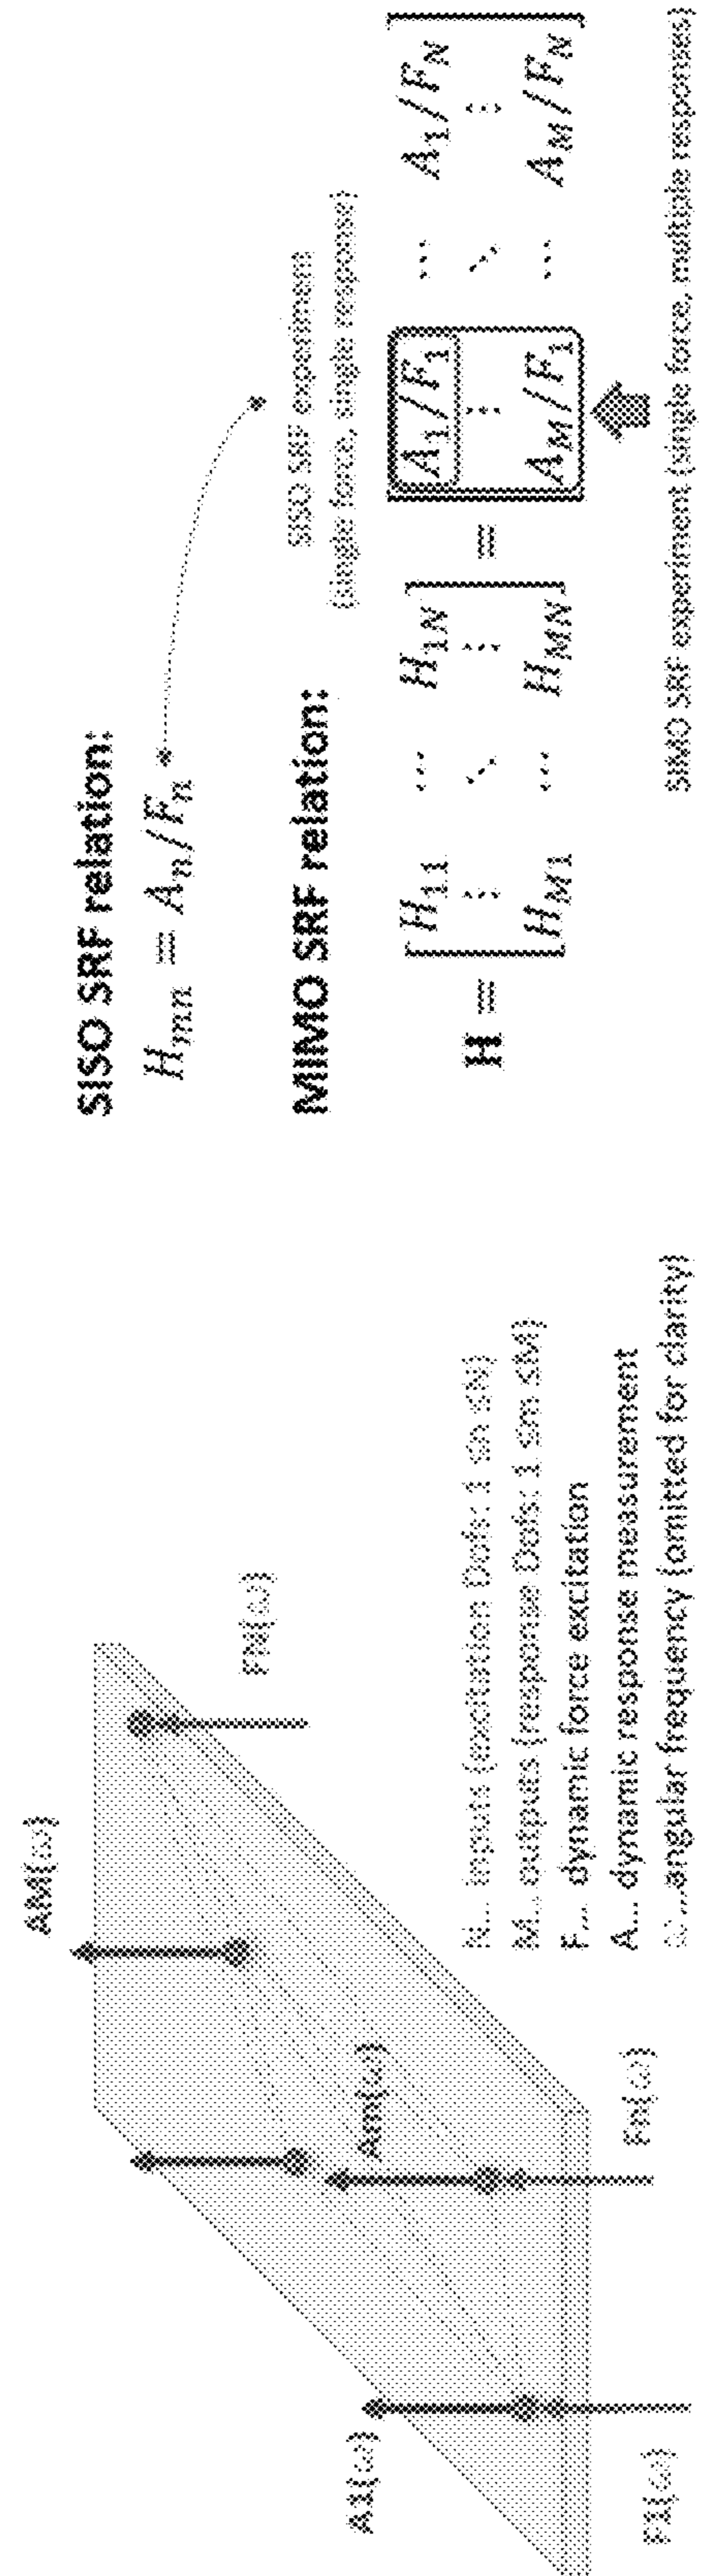 AM(ω)
A1(ω)
Am(ω)
FN(ω)
Fn(ω)
F1(ω)
N... inputs (excitation Dofs: 1 ≤n ≤N)
M... outputs (response Dofs: 1 ≤m ≤M)
F... dynamic force excitation
A... dynamic response measurement
ω...angular frequency (omitted for clarity)
SISO SRF relation:
H_mn = A_n/F_n
MIMO SRF relation:
SISO SRF experiment
(single force, single response)
H = [ H_11 ... H_1N ⋮ ⋱ ⋮ H_M1 ... H_MN ] = [ A_1/F_1 ... A_1/F_N ⋮ ⋱ ⋮ A_M/F_1 ... A_M/F_N ]
SIMO SRF experiment (single force, multiple responses)